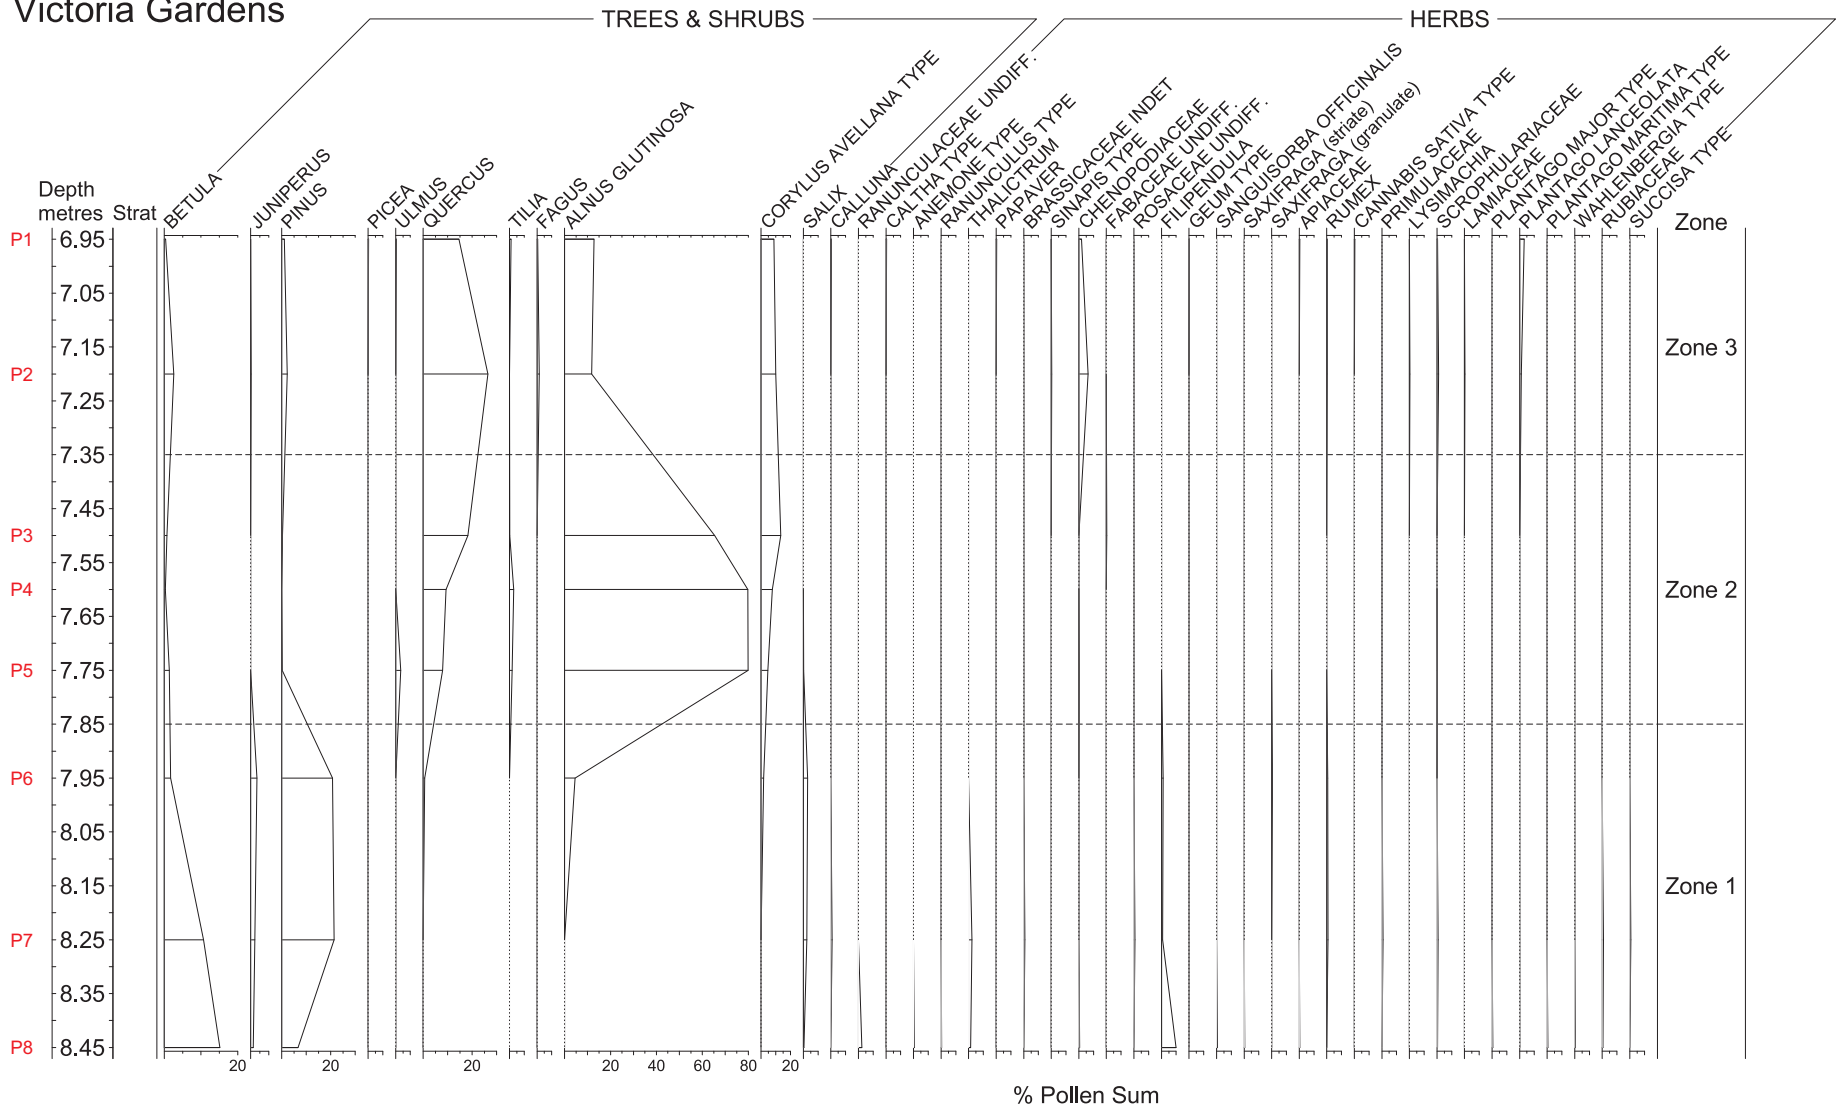 Victoria Gardens
TREES & SHRUBS
HERBS
Depth
metres
Strat
BETULA
JUNIPERUS
PINUS
PICEA
ULMUS
QUERCUS
TILIA
FAGUS
ALNUS GLUTINOSA
CORYLUS AVELLANA TYPE
SALIX
CALLUNA
RANUNCULACEAE UNDIFF.
CALTHA TYPE
ANEMONE TYPE
RANUNCULUS TYPE
THALICTRUM
PAPAVER
BRASSICACEAE INDET
SINAPIS TYPE
CHENOPODIACEAE
FABACEAE UNDIFF.
ROSACEAE UNDIFF.
FILIPENDULA
GEUM TYPE
SANGUISORBA OFFICINALIS
SAXIFRAGA (striate)
SAXIFRAGA (granulate)
APIACEAE
RUMEX
CANNABIS SATIVA TYPE
PRIMULACEAE
LYSIMACHIA
SCROPHULARIACEAE
LAMIACEAE
PLANTAGO MAJOR TYPE
PLANTAGO LANCEOLATA
PLANTAGO MARITIMA TYPE
WAHLENBERGIA TYPE
RUBIACEAE
SUCCISA TYPE
Zone
P1 6.95
7.05
7.15
Zone 3
P2
7.25
7.35
7.45
P3
7.55
P4
Zone 2
7.65
P5 7.75
7.85
P6 7.95
8.05
8.15
Zone 1
P7 8.25
8.35
P8 8.45
20 20 20 20 40 60 80 20
% Pollen Sum